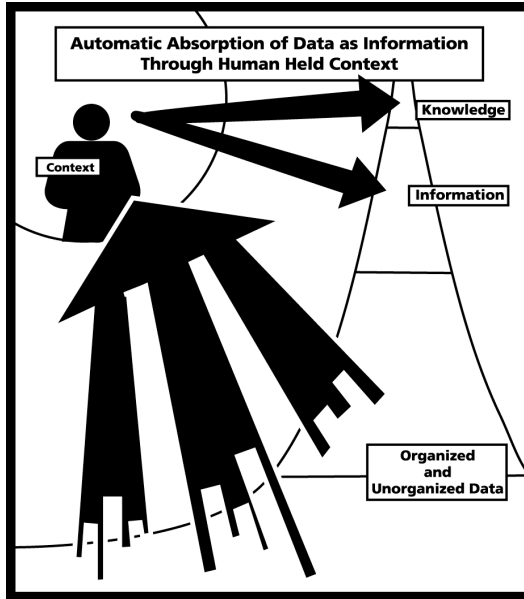 Automatic Absorption of Data as Information
Through Human Held Context
Knowledge
Context
Information
Organized
and
Unorganized Data